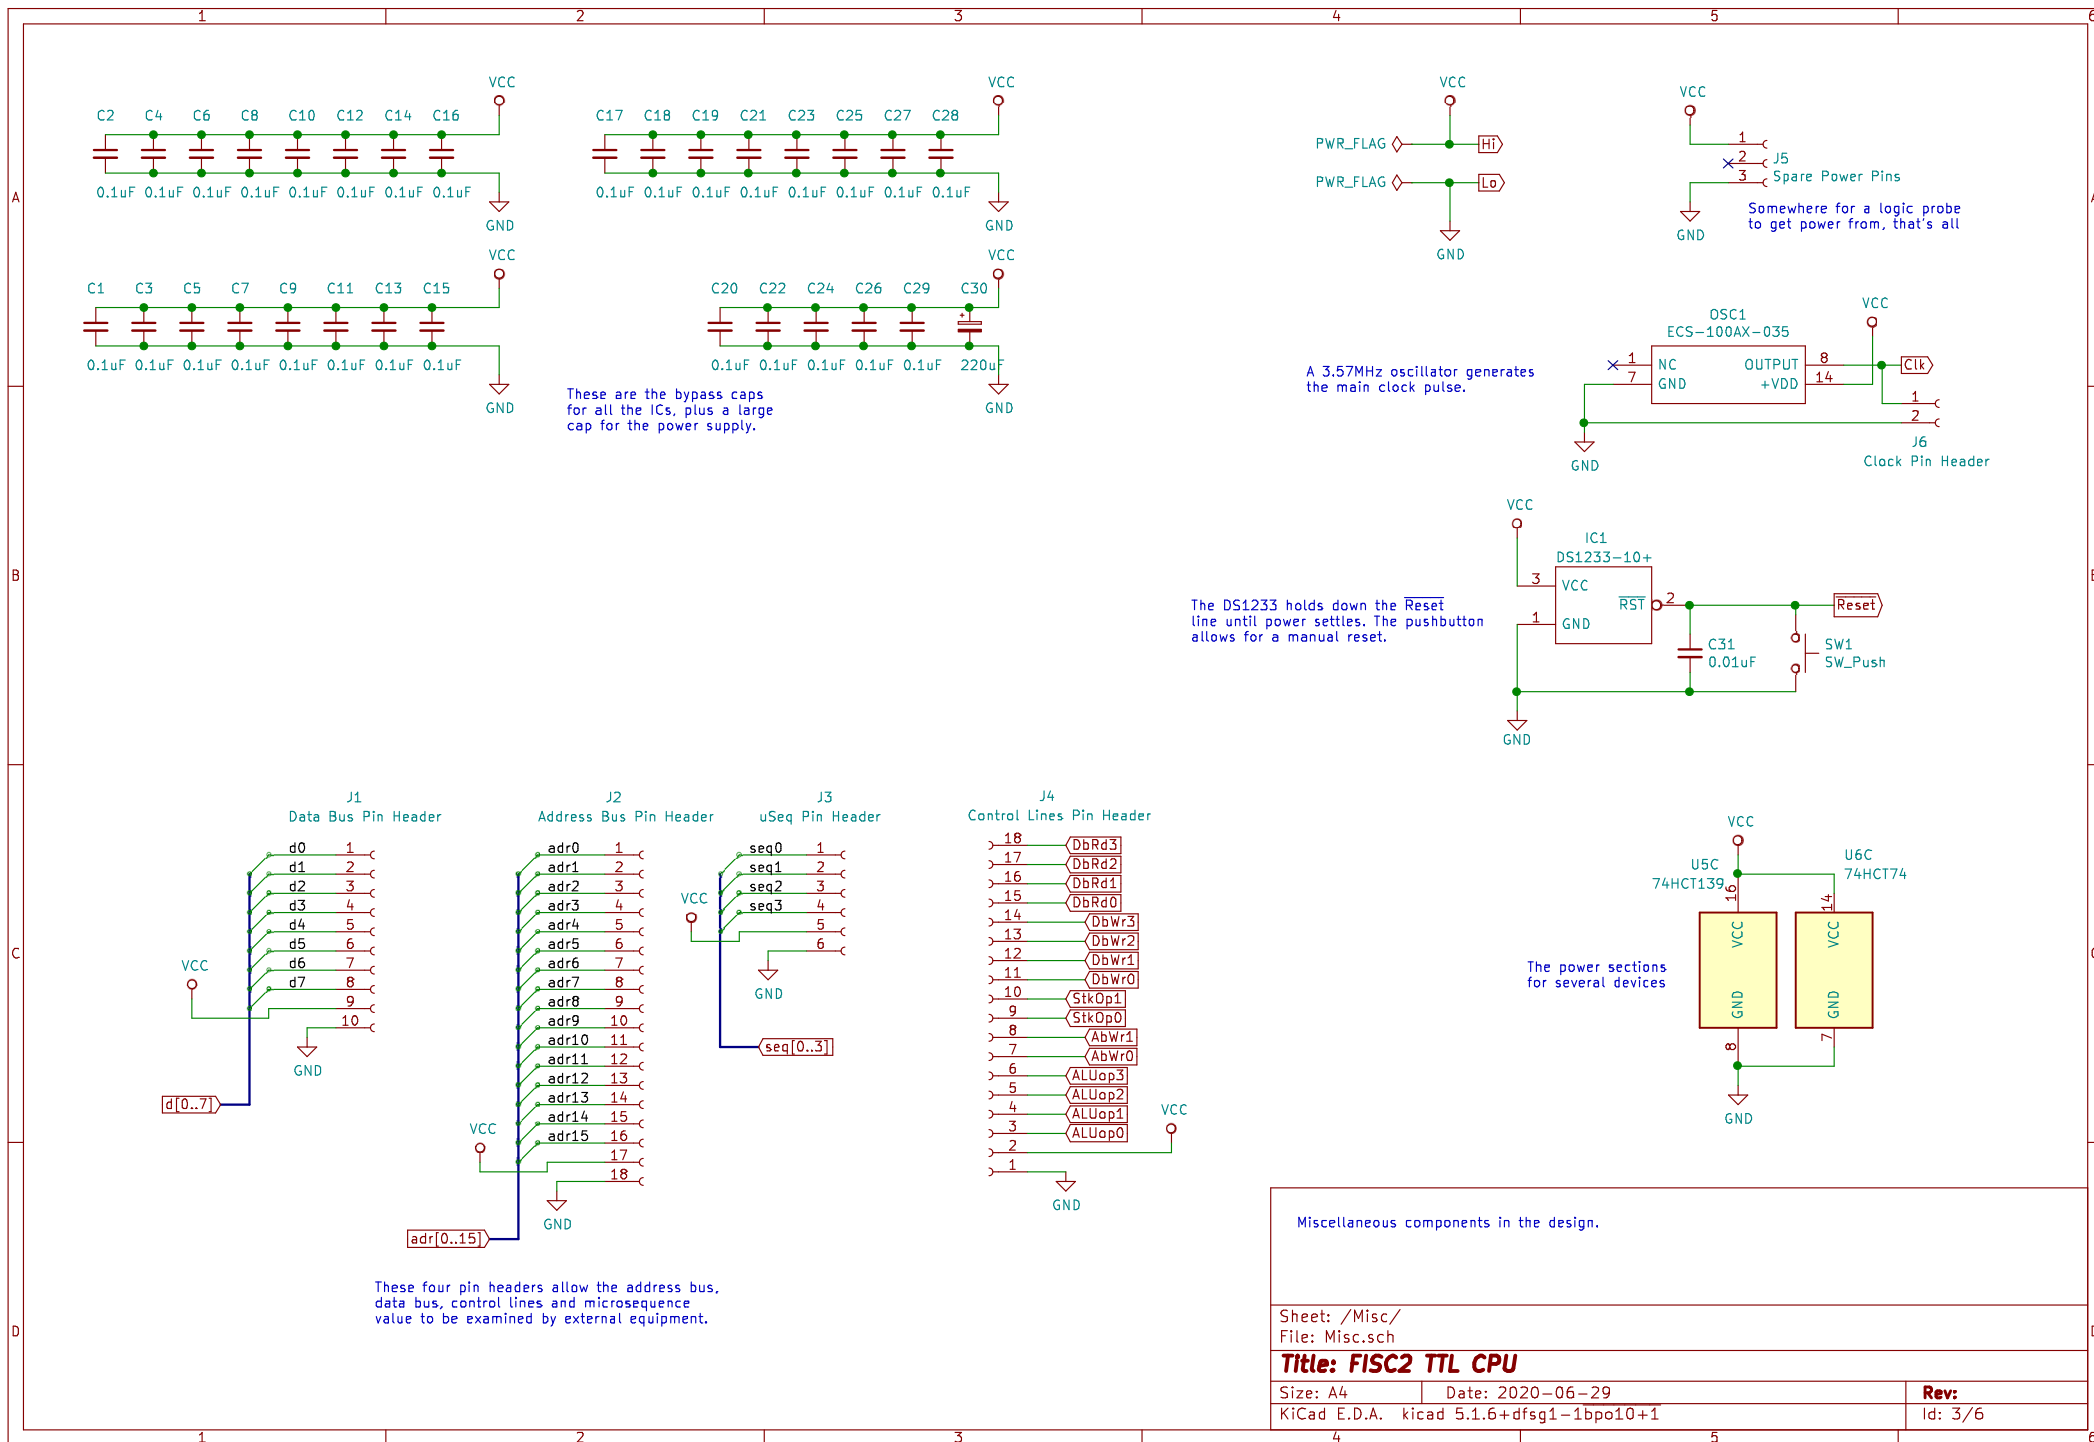 1 2 3 4 5 6
VCC
C2 C4 C6 C8 C10 C12 C14 C16
0.1uF 0.1uF 0.1uF 0.1uF 0.1uF 0.1uF 0.1uF 0.1uF
GND
VCC
C17 C18 C19 C21 C23 C25 C27 C28
0.1uF 0.1uF 0.1uF 0.1uF 0.1uF 0.1uF 0.1uF 0.1uF
GND
VCC
C1 C3 C5 C7 C9 C11 C13 C15
0.1uF 0.1uF 0.1uF 0.1uF 0.1uF 0.1uF 0.1uF 0.1uF
GND
VCC
C20 C22 C24 C26 C29 C30
+
0.1uF 0.1uF 0.1uF 0.1uF 0.1uF 220uF
GND
These are the bypass caps
for all the ICs, plus a large
cap for the power supply.
VCC
PWR_FLAG Hi
PWR_FLAG Lo
GND
VCC
1
2 J5
3 Spare Power Pins
GND
Somewhere for a logic probe
to get power from, that's all
A
VCC
OSC1
ECS-100AX-035
1 NC OUTPUT 8 Clk
7 GND +VDD 14
1
2
GND
J6
Clock Pin Header
A 3.57MHz oscillator generates
the main clock pulse.
VCC
IC1
DS1233-10+
3 VCC
RST 2 Reset
1 GND
C31
0.01uF
SW1
SW_Push
GND
The DS1233 holds down the Reset
line until power settles. The pushbutton
allows for a manual reset.
B
J1
Data Bus Pin Header
d0 1
d1 2
d2 3
d3 4
d4 5
d5 6
d6 7
d7 8
9
10
VCC
GND
d[0..7]
J2
Address Bus Pin Header
adr0 1
adr1 2
adr2 3
adr3 4
adr4 5
adr5 6
adr6 7
adr7 8
adr8 9
adr9 10
adr10 11
adr11 12
adr12 13
adr13 14
adr14 15
adr15 16
17
18
VCC
GND
adr[0..15]
J3
uSeq Pin Header
seq0 1
seq1 2
seq2 3
seq3 4
5
6
VCC
GND
seq[0..3]
J4
Control Lines Pin Header
18 DbRd3
17 DbRd2
16 DbRd1
15 DbRd0
14 DbWr3
13 DbWr2
12 DbWr1
11 DbWr0
10 StkOp1
9 StkOp0
8 AbWr1
7 AbWr0
6 ALUop3
5 ALUop2
4 ALUop1
3 ALUop0
2
1
VCC
GND
C
VCC
U5C
74HCT139
16
VCC
GND
8
U6C
74HCT74
14
VCC
GND
7
GND
The power sections
for several devices
These four pin headers allow the address bus,
data bus, control lines and microsequence
value to be examined by external equipment.
D
Miscellaneous components in the design.
Sheet: /Misc/
File: Misc.sch
Title: FISC2 TTL CPU
Size: A4 Date: 2020-06-29 Rev:
KiCad E.D.A. kicad 5.1.6+dfsg1-1bpo10+1 Id: 3/6
1 2 3 4 5 6